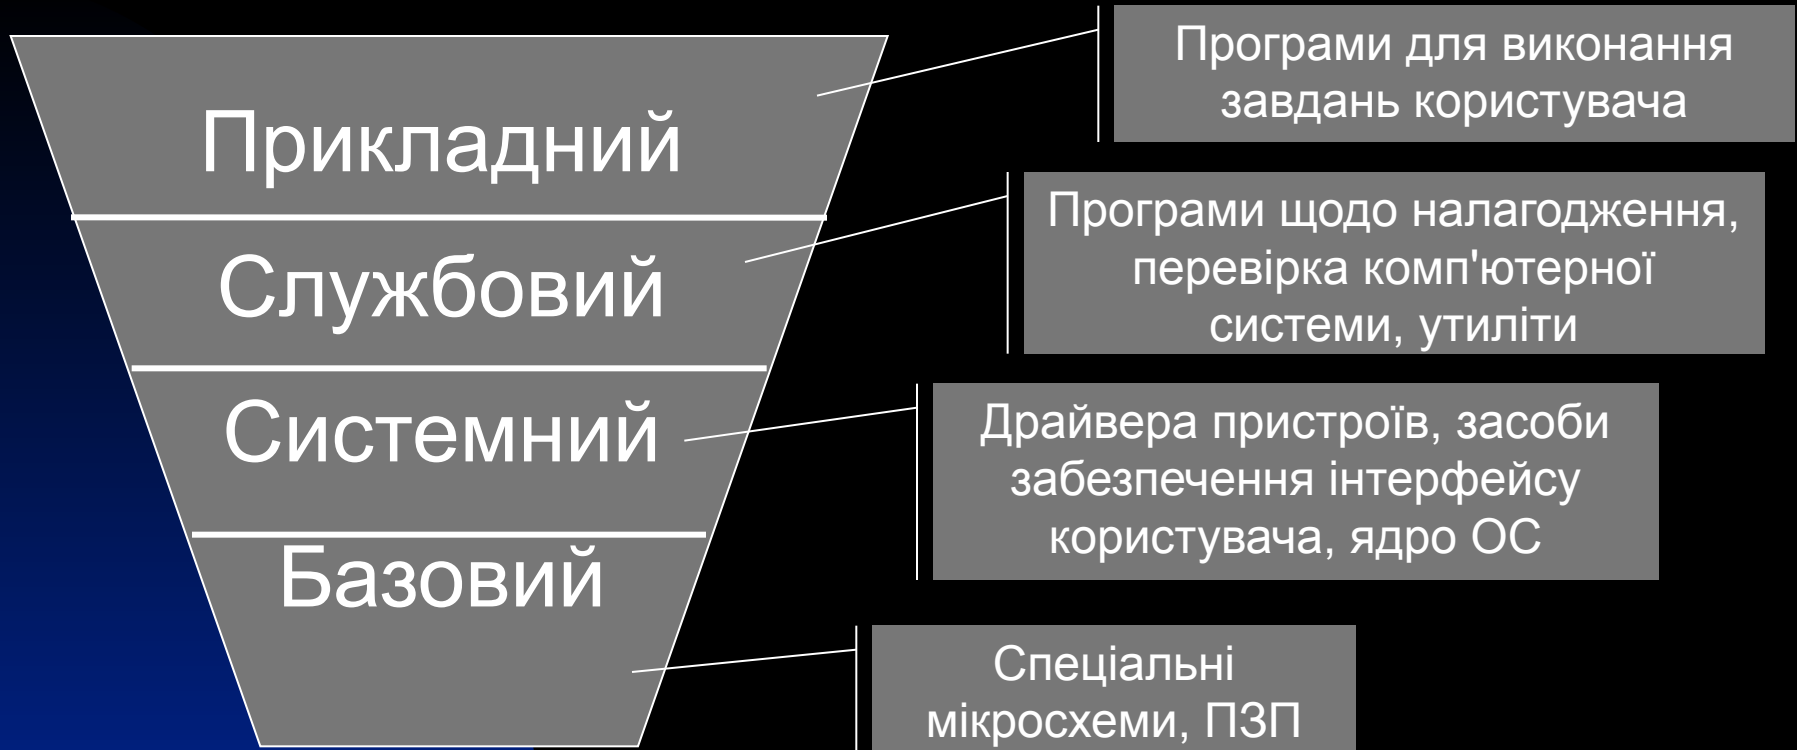 Прикладний
Програми для виконання
завдань користувача
Службовий
Програми щодо налагодження,
перевірка комп'ютерної
системи, утиліти
Системний
Драйвера пристроїв, засоби
забезпечення інтерфейсу
користувача, ядро ОС
Базовий
Спеціальні
мікросхеми, ПЗП